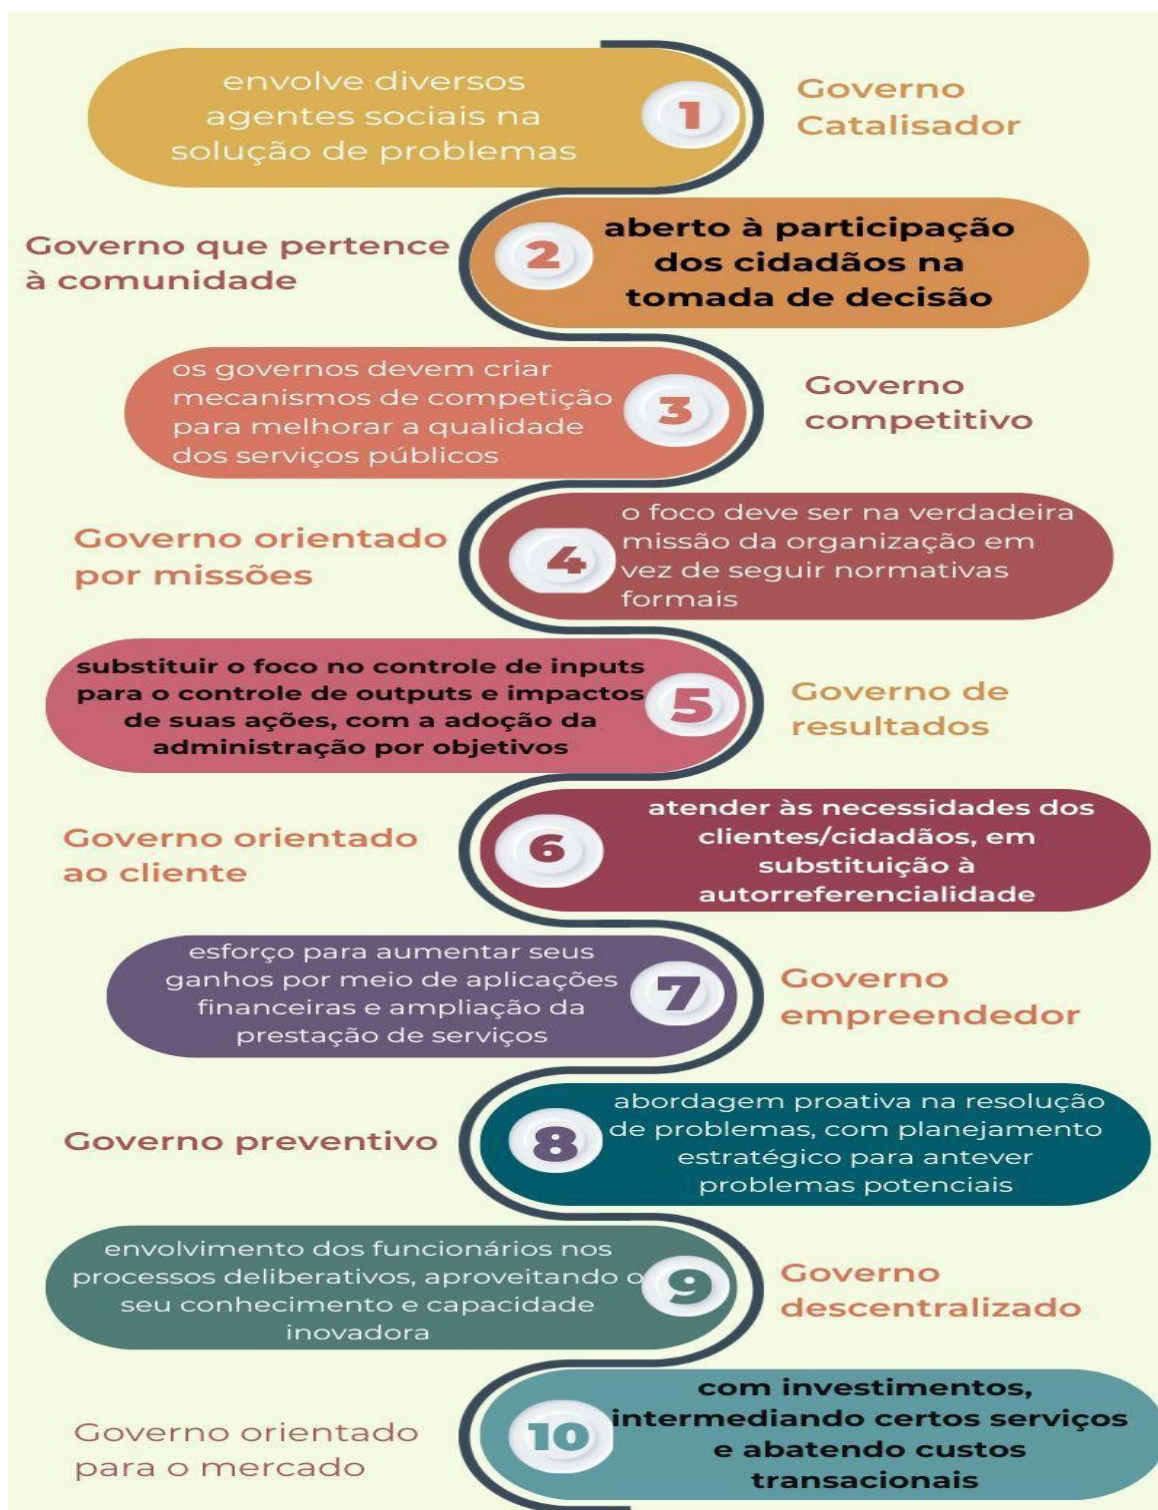 envolve diversos
agentes sociais na
solução de problemas
1
Governo
Catalisador
Governo que pertence
à comunidade
2
aberto à participação
dos cidadãos na
tomada de decisão
os governos devem criar
mecanismos de competição
para melhorar a qualidade
dos serviços públicos
3
Governo
competitivo
Governo orientado
por missões
4
o foco deve ser na verdadeira
missão da organização em
vez de seguir normativas
formais
substituir o foco no controle de inputs
para o controle de outputs e impactos
de suas ações, com a adoção da
administração por objetivos
5
Governo de
resultados
Governo orientado
ao cliente
6
atender às necessidades dos
clientes/cidadãos, em
substituição à
autorreferencialidade
esforço para aumentar seus
ganhos por meio de aplicações
financeiras e ampliação da
prestação de serviços
7
Governo
empreendedor
Governo preventivo
8
abordagem proativa na resolução
de problemas, com planejamento
estratégico para antever
problemas potenciais
envolvimento dos funcionários nos
processos deliberativos, aproveitando o
seu conhecimento e capacidade
inovadora
9
Governo
descentralizado
Governo orientado
para o mercado
10
com investimentos,
intermediando certos serviços
e abatendo custos
transacionais